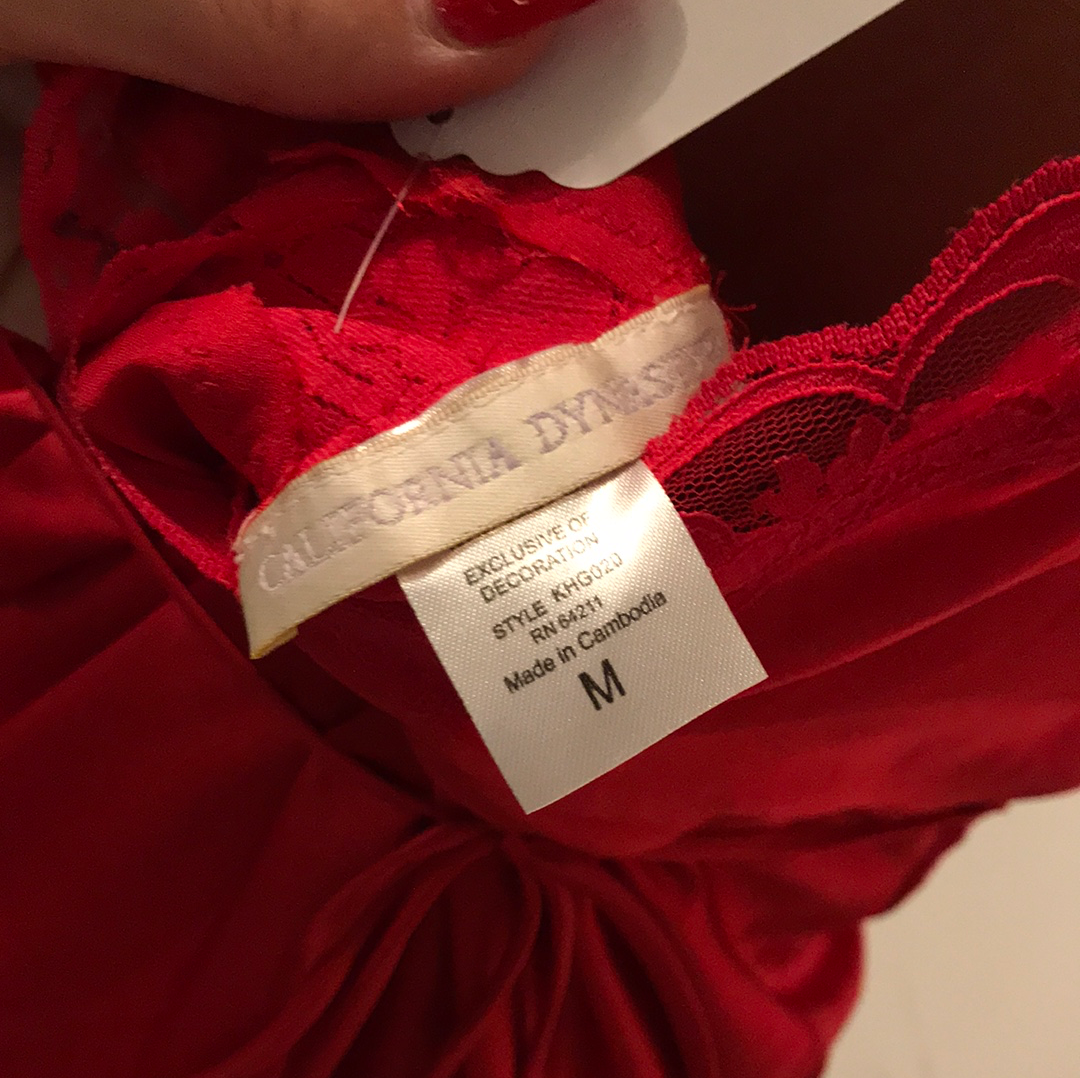 CALIFORNIA DYNASTY
EXCLUSIVE OF
DECORATION
STYLE KHG020
RN 64211
Made in Cambodia
M